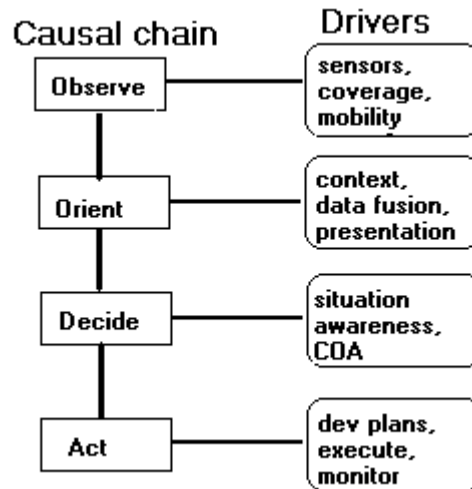 Causal chain
Drivers
Observe
sensors,
coverage,
mobility
Orient
context,
data fusion,
presentation
Decide
situation
awareness,
COA
Act
dev plans,
execute,
monitor